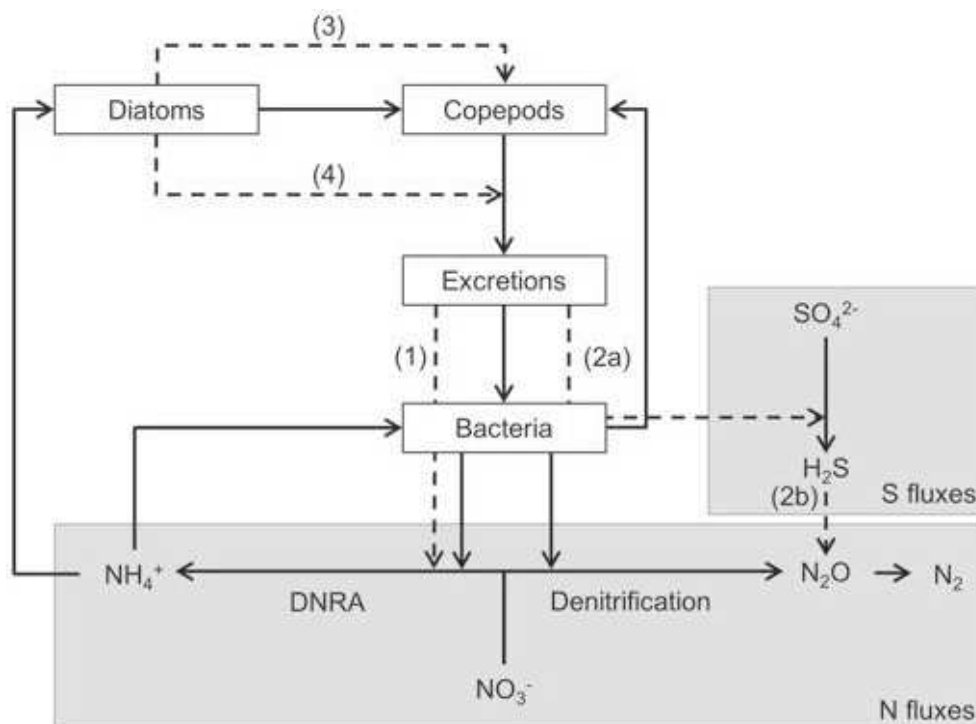 (3)
Diatoms
Copepods
(4)
Excretions
SO₄²⁻
(1)
(2a)
Bacteria
H₂S
(2b)
S fluxes
NH₄⁺
N₂O
N₂
DNRA
Denitrification
NO₃⁻
N fluxes